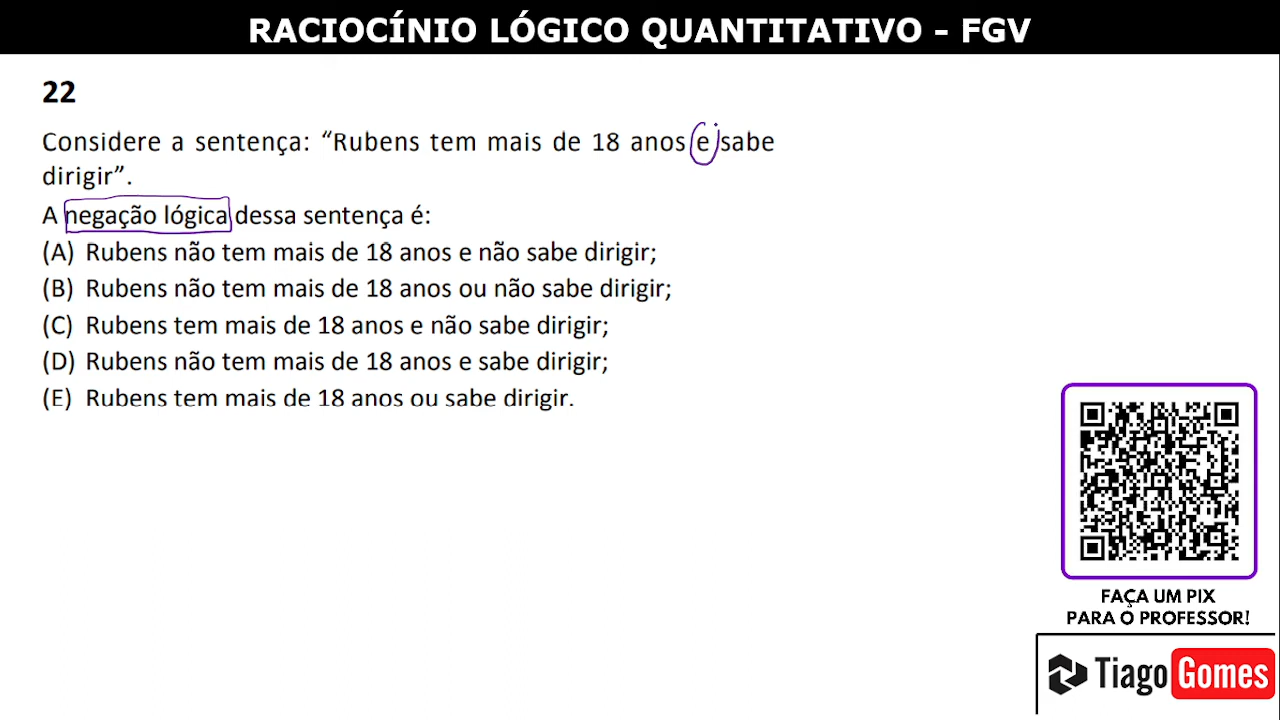 RACIOCÍNIO LÓGICO QUANTITATIVO - FGV
22
Considere a sentença: “Rubens tem mais de 18 anos e sabe
dirigir”.
A negação lógica dessa sentença é:
(A) Rubens não tem mais de 18 anos e não sabe dirigir;
(B) Rubens não tem mais de 18 anos ou não sabe dirigir;
(C) Rubens tem mais de 18 anos e não sabe dirigir;
(D) Rubens não tem mais de 18 anos e sabe dirigir;
(E) Rubens tem mais de 18 anos ou sabe dirigir.
FAÇA UM PIX
PARA O PROFESSOR!
Tiago Gomes